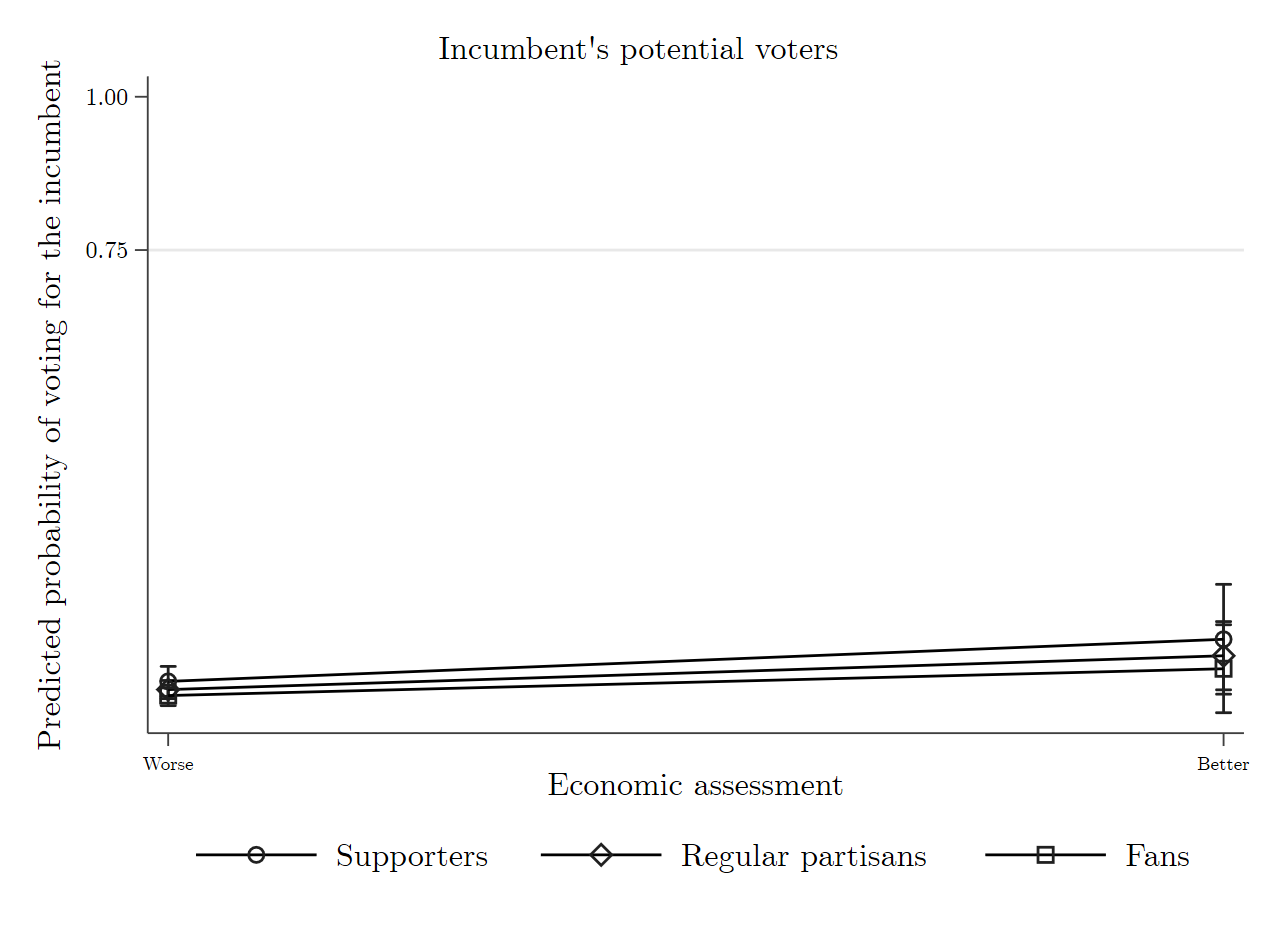 Incumbent's potential voters
Predicted probability of voting for the incumbent
1.00
0.75
Worse
Better
Economic assessment
Supporters
Regular partisans
Fans